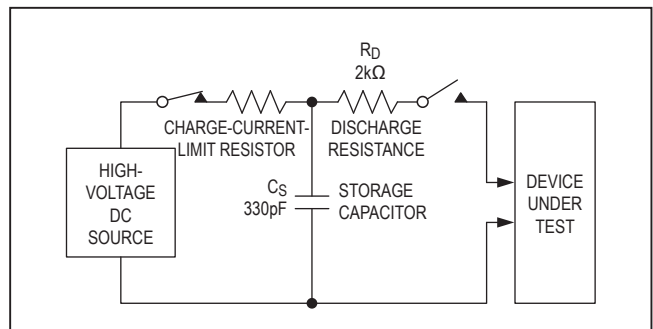 R_D
2kΩ
CHARGE-CURRENT-
LIMIT RESISTOR
DISCHARGE
RESISTANCE
HIGH-
VOLTAGE
DC
SOURCE
C_S
330pF
STORAGE
CAPACITOR
DEVICE
UNDER
TEST